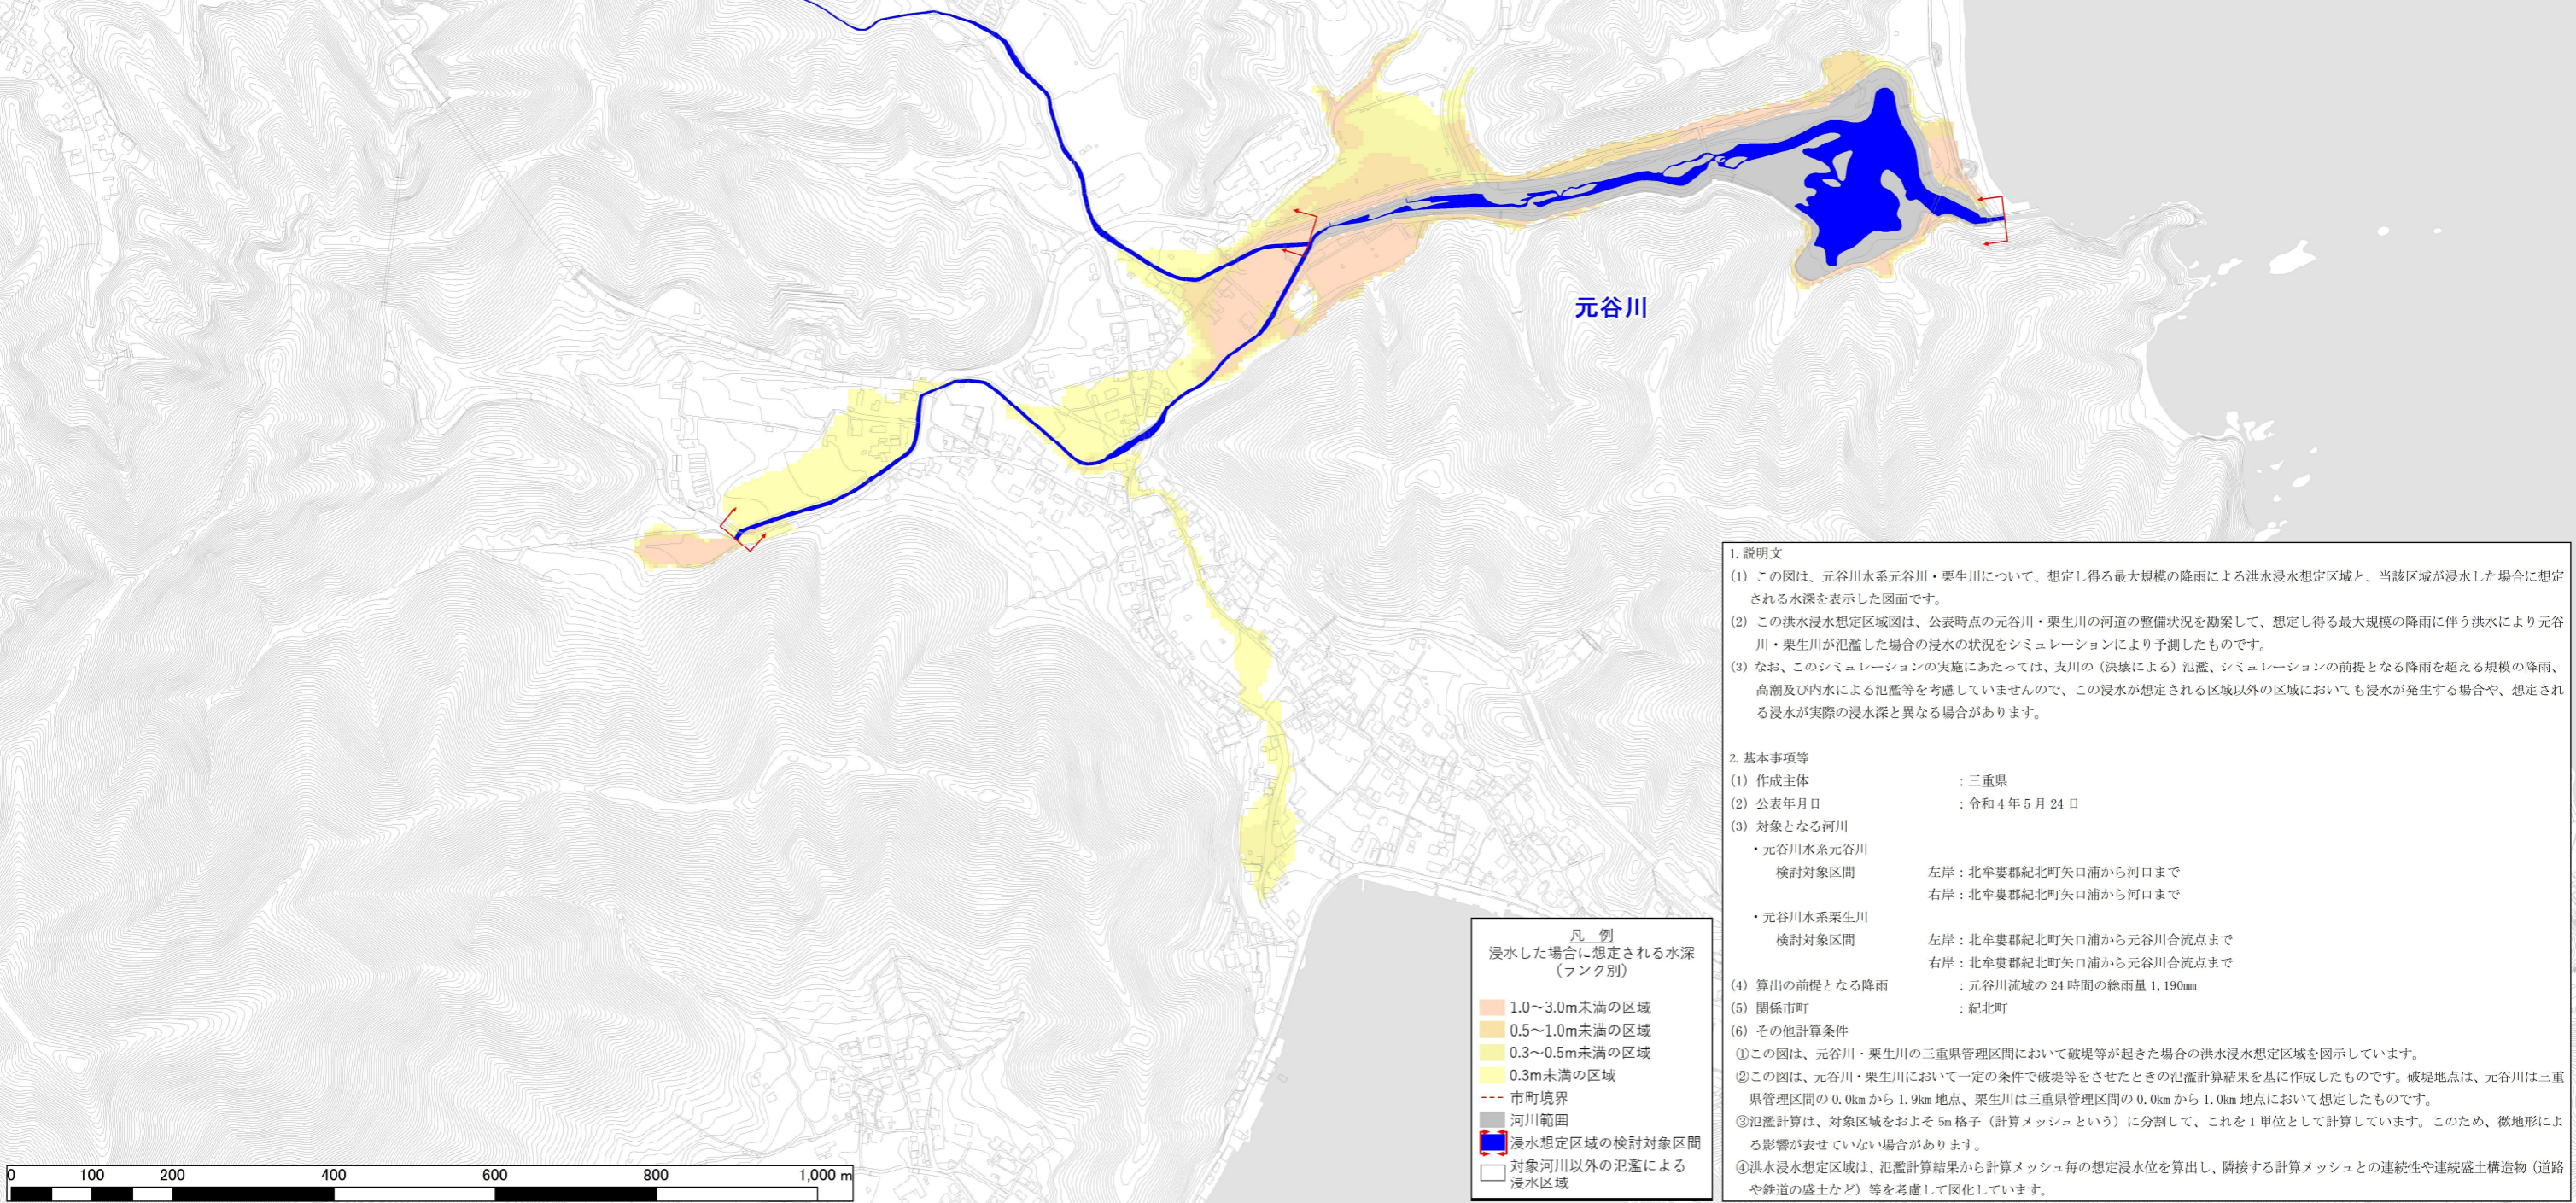 元谷川
1. 説明文
(1) この図は、元谷川水系元谷川・栗生川について、想定し得る最大規模の降雨による洪水浸水想定区域と、当該区域が浸水した場合に想定
される水深を表示した図面です。
(2) この洪水浸水想定区域図は、公表時点の元谷川・栗生川の河道の整備状況を勘案して、想定し得る最大規模の降雨に伴う洪水により元谷
川・栗生川が氾濫した場合の浸水の状況をシミュレーションにより予測したものです。
(3) なお、このシミュレーションの実施にあたっては、支川の（決壊による）氾濫、シミュレーションの前提となる降雨を超える規模の降雨、
高潮及び内水による氾濫等を考慮していませんので、この浸水が想定される区域以外の区域においても浸水が発生する場合や、想定され
る浸水が実際の浸水深と異なる場合があります。
2. 基本事項等
(1) 作成主体 ：三重県
(2) 公表年月日 ：令和4年5月24日
(3) 対象となる河川
・元谷川水系元谷川
検討対象区間 左岸：北牟婁郡紀北町矢口浦から河口まで
右岸：北牟婁郡紀北町矢口浦から河口まで
・元谷川水系栗生川
検討対象区間 左岸：北牟婁郡紀北町矢口浦から元谷川合流点まで
右岸：北牟婁郡紀北町矢口浦から元谷川合流点まで
(4) 算出の前提となる降雨 ：元谷川流域の24時間の総雨量1,190mm
(5) 関係市町 ：紀北町
(6) その他計算条件
①この図は、元谷川・栗生川の三重県管理区間において破堤等が起きた場合の洪水浸水想定区域を図示しています。
②この図は、元谷川・栗生川において一定の条件で破堤等をさせたときの氾濫計算結果を基に作成したものです。破堤地点は、元谷川は三重
県管理区間の0.0kmから1.9km地点、栗生川は三重県管理区間の0.0kmから1.0km地点において想定したものです。
③氾濫計算は、対象区域をおよそ5m格子（計算メッシュという）に分割して、これを1単位として計算しています。このため、微地形によ
る影響が表せていない場合があります。
④洪水浸水想定区域は、氾濫計算結果から計算メッシュ毎の想定浸水位を算出し、隣接する計算メッシュとの連続性や連続盛土構造物（道路
や鉄道の盛土など）等を考慮して図化しています。
凡 例
浸水した場合に想定される水深
（ランク別）
1.0～3.0m未満の区域
0.5～1.0m未満の区域
0.3～0.5m未満の区域
0.3m未満の区域
市町境界
河川範囲
浸水想定区域の検討対象区間
対象河川以外の氾濫による
浸水区域
0 100 200 400 600 800 1,000 m